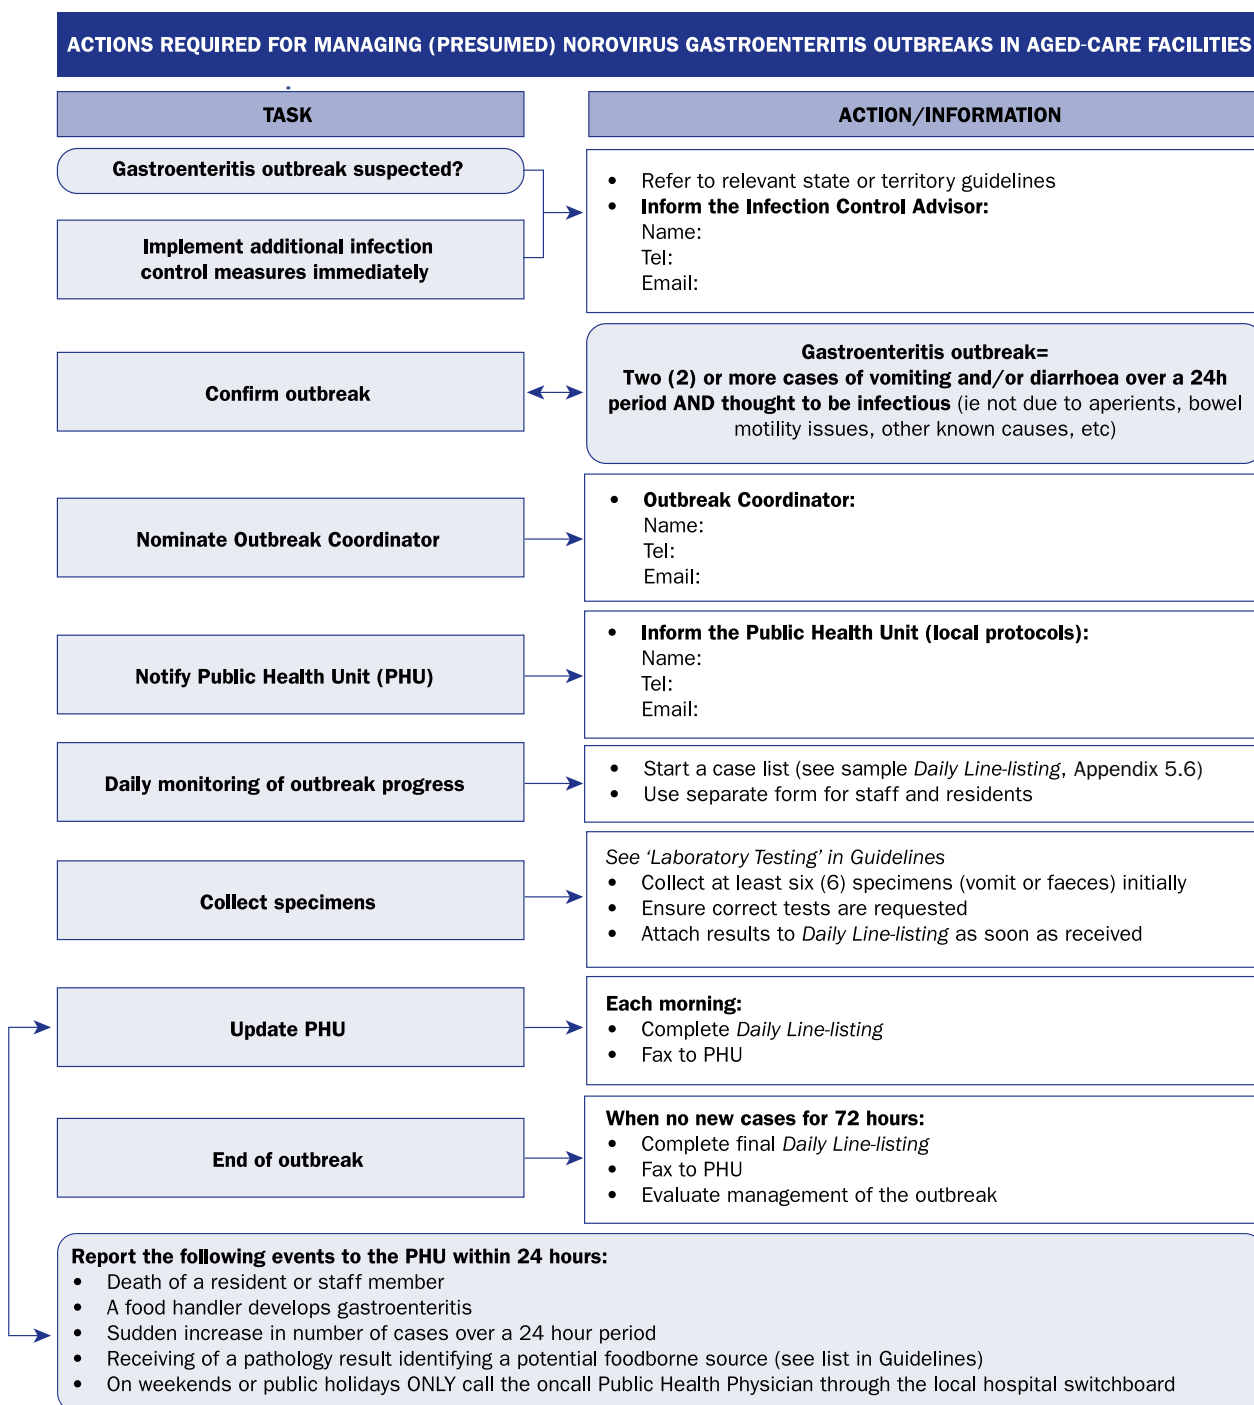 ACTIONS REQUIRED FOR MANAGING (PRESUMED) NOROVIRUS GASTROENTERITIS OUTBREAKS IN AGED-CARE FACILITIES
TASK
ACTION/INFORMATION
Gastroenteritis outbreak suspected?
Implement additional infection
control measures immediately
• Refer to relevant state or territory guidelines
• Inform the Infection Control Advisor:
Name:
Tel:
Email:
Confirm outbreak
Gastroenteritis outbreak=
Two (2) or more cases of vomiting and/or diarrhoea over a 24h
period AND thought to be infectious (ie not due to aperients, bowel
motility issues, other known causes, etc)
Nominate Outbreak Coordinator
• Outbreak Coordinator:
Name:
Tel:
Email:
Notify Public Health Unit (PHU)
• Inform the Public Health Unit (local protocols):
Name:
Tel:
Email:
Daily monitoring of outbreak progress
• Start a case list (see sample Daily Line-listing, Appendix 5.6)
• Use separate form for staff and residents
Collect specimens
See ‘Laboratory Testing’ in Guidelines
• Collect at least six (6) specimens (vomit or faeces) initially
• Ensure correct tests are requested
• Attach results to Daily Line-listing as soon as received
Update PHU
Each morning:
• Complete Daily Line-listing
• Fax to PHU
End of outbreak
When no new cases for 72 hours:
• Complete final Daily Line-listing
• Fax to PHU
• Evaluate management of the outbreak
Report the following events to the PHU within 24 hours:
• Death of a resident or staff member
• A food handler develops gastroenteritis
• Sudden increase in number of cases over a 24 hour period
• Receiving of a pathology result identifying a potential foodborne source (see list in Guidelines)
• On weekends or public holidays ONLY call the oncall Public Health Physician through the local hospital switchboard